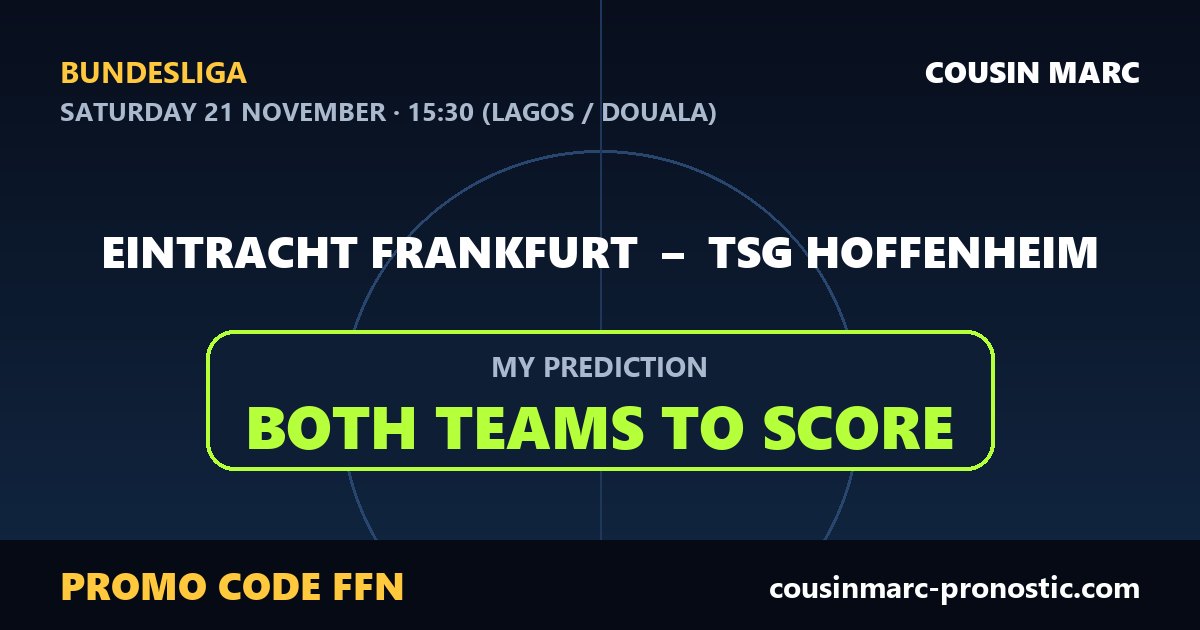 BUNDESLIGA
COUSIN MARC
SATURDAY 21 NOVEMBER · 15:30 (LAGOS / DOUALA)
EINTRACHT FRANKFURT – TSG HOFFENHEIM
MY PREDICTION
BOTH TEAMS TO SCORE
PROMO CODE FFN
cousinmarc-pronostic.com